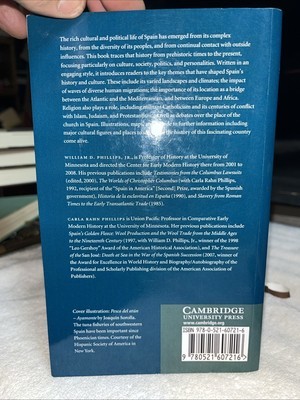 The rich cultural and political life of Spain has emerged from its complex
history, from the diversity of its peoples, and from continual contact with outside
influences. This book traces that history from prehistoric times to the present,
focusing particularly on culture, society, politics, and personalities. Written in an
engaging style, it introduces readers to the key themes that have shaped Spain's
history and culture. These include its varied landscapes and climates; the impact
of waves of diverse human migrations; the importance of its location as a bridge
between the Atlantic and the Mediterranean, and between Europe and Africa.
Religion also plays a role, including militant Catholicism and its centuries of conflict
with Islam, Judaism, and Protestantism, as well as debates over the place of the
church in Spain. Illustrations, maps, and a guide to further information including
major cultural figures and places to see, make the history of this fascinating country
come alive.
WILLIAM D. PHILLIPS, JR., is Professor of History at the University of
Minnesota and directed the Center for Early Modern History there from 2001 to
2008. His previous publications include Testimonies from the Columbian Lawsuits
(edited, 2000), The Worlds of Christopher Columbus (with Carla Rahn Phillips,
1992, recipient of the "Spain in America" [Second] Prize, awarded by the Spanish
government), Historia de la esclavitud en España (1990), and Slavery from Roman
Times to the Early Transatlantic Trade (1985).
CARLA RAHN PHILLIPS is Union Pacific Professor in Comparative Early
Modern History at the University of Minnesota. Her previous publications include
Spain's Golden Fleece: Wool Production and the Wool Trade from the Middle Ages
to the Nineteenth Century (1997, with William D. Phillips, Jr., winner of the 1998
"Leo Gershoy" Award of the American Historical Association), and The Treasure
of the San José: Death at Sea in the War of the Spanish Succession (2007, winner of
the Award for Excellence in World History and Biography/Autobiography of the
Professional and Scholarly Publishing division of the American Association of
Publishers).
Cover Illustration: Pesca del atún
– Ayamonte by Joaquín Sorolla.
The tuna fisheries of southwestern
Spain have been important since
Phoenician times. Courtesy of the
Hispanic Society of America in
New York.
CAMBRIDGE
UNIVERSITY PRESS
www.cambridge.org
ISBN 978-0-521-60721-6
9 780521 607216